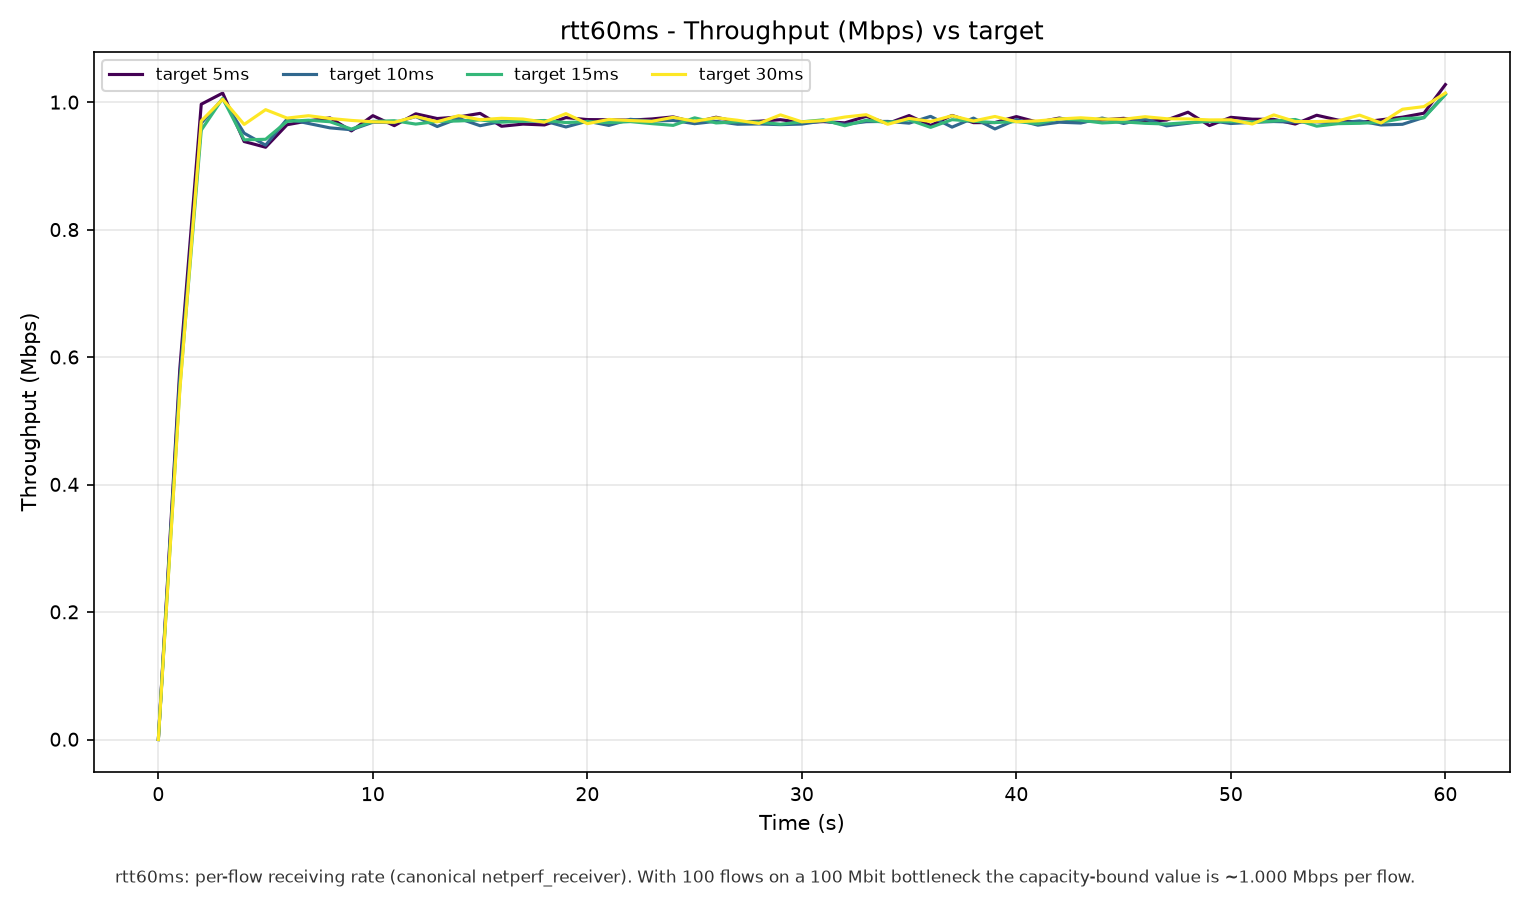 rtt60ms - Throughput (Mbps) vs target
target 5ms target 10ms target 15ms target 30ms
1.0
0.8
0.6
0.4
0.2
0.0
Throughput (Mbps)
0 10 20 30 40 50 60
Time (s)
rtt60ms: per-flow receiving rate (canonical netperf_receiver). With 100 flows on a 100 Mbit bottleneck the capacity-bound value is ~1.000 Mbps per flow.